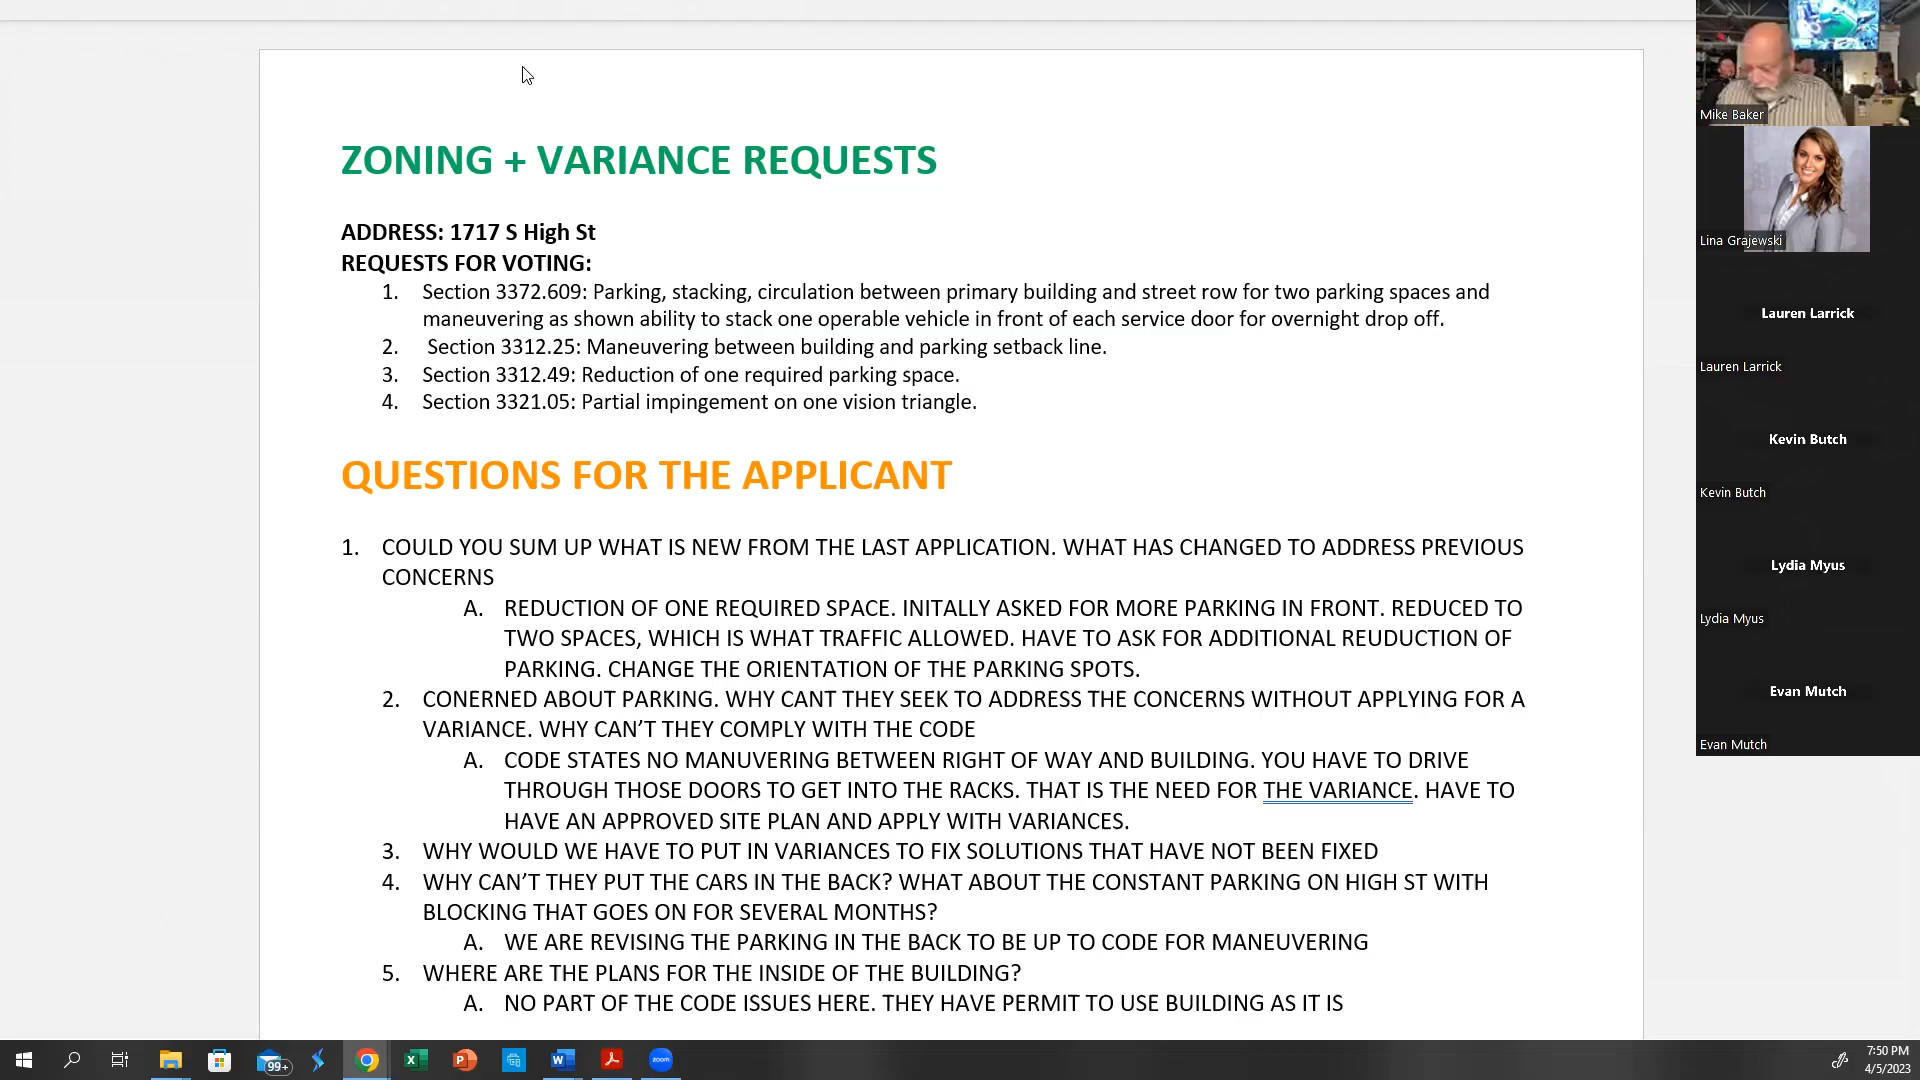 ZONING + VARIANCE REQUESTS
ADDRESS: 1717 S High St
REQUESTS FOR VOTING:
1. Section 3372.609: Parking, stacking, circulation between primary building and street row for two parking spaces and
maneuvering as shown ability to stack one operable vehicle in front of each service door for overnight drop off.
2. Section 3312.25: Maneuvering between building and parking setback line.
3. Section 3312.49: Reduction of one required parking space.
4. Section 3321.05: Partial impingement on one vision triangle.
QUESTIONS FOR THE APPLICANT
1. COULD YOU SUM UP WHAT IS NEW FROM THE LAST APPLICATION. WHAT HAS CHANGED TO ADDRESS PREVIOUS
CONCERNS
A. REDUCTION OF ONE REQUIRED SPACE. INITALLY ASKED FOR MORE PARKING IN FRONT. REDUCED TO
TWO SPACES, WHICH IS WHAT TRAFFIC ALLOWED. HAVE TO ASK FOR ADDITIONAL REUDUCTION OF
PARKING. CHANGE THE ORIENTATION OF THE PARKING SPOTS.
2. CONERNED ABOUT PARKING. WHY CANT THEY SEEK TO ADDRESS THE CONCERNS WITHOUT APPLYING FOR A
VARIANCE. WHY CAN'T THEY COMPLY WITH THE CODE
A. CODE STATES NO MANUVERING BETWEEN RIGHT OF WAY AND BUILDING. YOU HAVE TO DRIVE
THROUGH THOSE DOORS TO GET INTO THE RACKS. THAT IS THE NEED FOR THE VARIANCE. HAVE TO
HAVE AN APPROVED SITE PLAN AND APPLY WITH VARIANCES.
3. WHY WOULD WE HAVE TO PUT IN VARIANCES TO FIX SOLUTIONS THAT HAVE NOT BEEN FIXED
4. WHY CAN'T THEY PUT THE CARS IN THE BACK? WHAT ABOUT THE CONSTANT PARKING ON HIGH ST WITH
BLOCKING THAT GOES ON FOR SEVERAL MONTHS?
A. WE ARE REVISING THE PARKING IN THE BACK TO BE UP TO CODE FOR MANEUVERING
5. WHERE ARE THE PLANS FOR THE INSIDE OF THE BUILDING?
A. NO PART OF THE CODE ISSUES HERE. THEY HAVE PERMIT TO USE BUILDING AS IT IS
Mike Baker
Lina Grajewski
Lauren Larrick
Lauren Larrick
Kevin Butch
Kevin Butch
Lydia Myus
Lydia Myus
Evan Mutch
Evan Mutch
99+
zoom
7:50 PM
4/5/2023